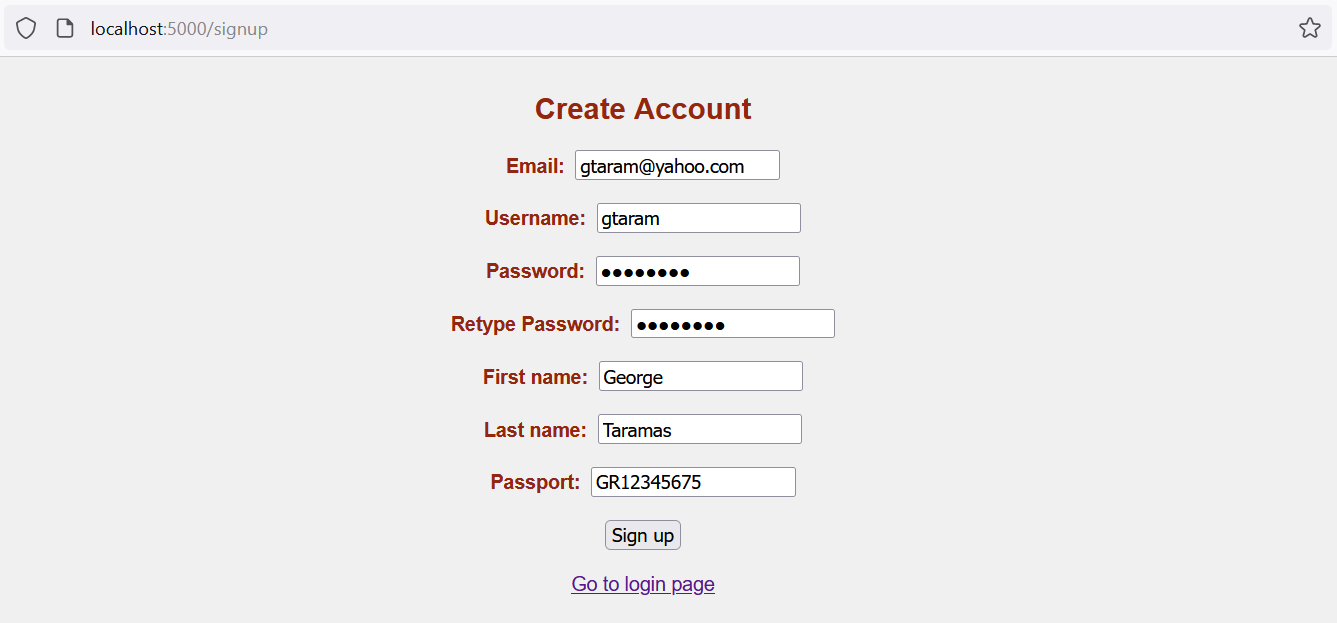 localhost:5000/signup
Create Account
Email: gtaram@yahoo.com
Username: gtaram
Password: ●●●●●●●●
Retype Password: ●●●●●●●●
First name: George
Last name: Taramas
Passport: GR12345675
Sign up
Go to login page